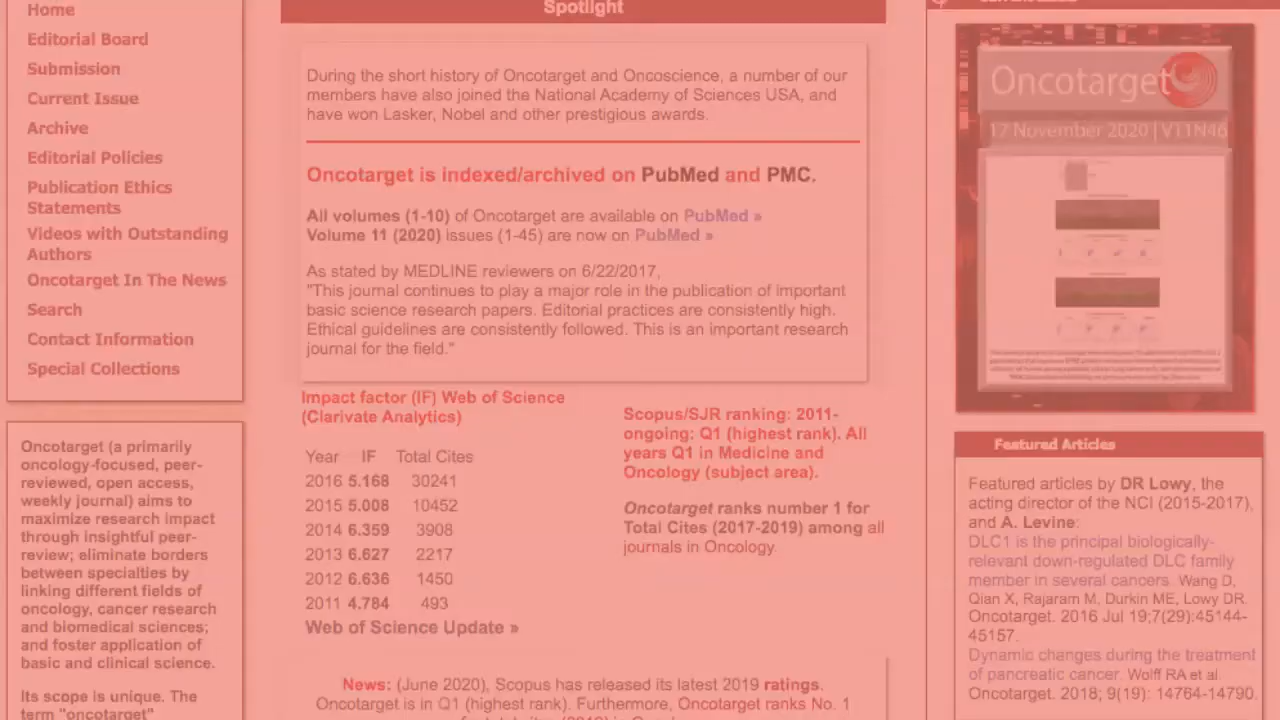 Home
Editorial Board
Submission
Current Issue
Archive
Editorial Policies
Publication Ethics
Statements
Videos with Outstanding
Authors
Oncotarget In The News
Search
Contact Information
Special Collections
Oncotarget (a primarily
oncology-focused, peer-
reviewed, open access,
weekly journal) aims to
maximize research impact
through insightful peer-
review; eliminate borders
between specialties by
linking different fields of
oncology, cancer research
and biomedical sciences;
and foster application of
basic and clinical science.
Its scope is unique. The
term "oncotarget"
Spotlight
During the short history of Oncotarget and Oncoscience, a number of our
members have also joined the National Academy of Sciences USA, and
have won Lasker, Nobel and other prestigious awards.
Oncotarget is indexed/archived on PubMed and PMC.
All volumes (1-10) of Oncotarget are available on PubMed »
Volume 11 (2020) issues (1-45) are now on PubMed »
As stated by MEDLINE reviewers on 6/22/2017,
"This journal continues to play a major role in the publication of important
basic science research papers. Editorial practices are consistently high.
Ethical guidelines are consistently followed. This is an important research
journal for the field."
Impact factor (IF) Web of Science
(Clarivate Analytics)
Year IF Total Cites
2016 5.168 30241
2015 5.008 10452
2014 6.359 3908
2013 6.627 2217
2012 6.636 1450
2011 4.784 493
Web of Science Update »
Scopus/SJR ranking: 2011-
ongoing: Q1 (highest rank). All
years Q1 in Medicine and
Oncology (subject area).
Oncotarget ranks number 1 for
Total Cites (2017-2019) among all
journals in Oncology.
News: (June 2020), Scopus has released its latest 2019 ratings.
Oncotarget is in Q1 (highest rank). Furthermore, Oncotarget ranks No. 1
Oncotarget
17 November 2020 | V11N46
Featured Articles
Featured articles by DR Lowy, the
acting director of the NCI (2015-2017),
and A. Levine:
DLC1 is the principal biologically-
relevant down-regulated DLC family
member in several cancers. Wang D,
Qian X, Rajaram M, Durkin ME, Lowy DR.
Oncotarget. 2016 Jul 19;7(29):45144-
45157.
Dynamic changes during the treatment
of pancreatic cancer. Wolff RA et al.
Oncotarget. 2018; 9(19): 14764-14790.